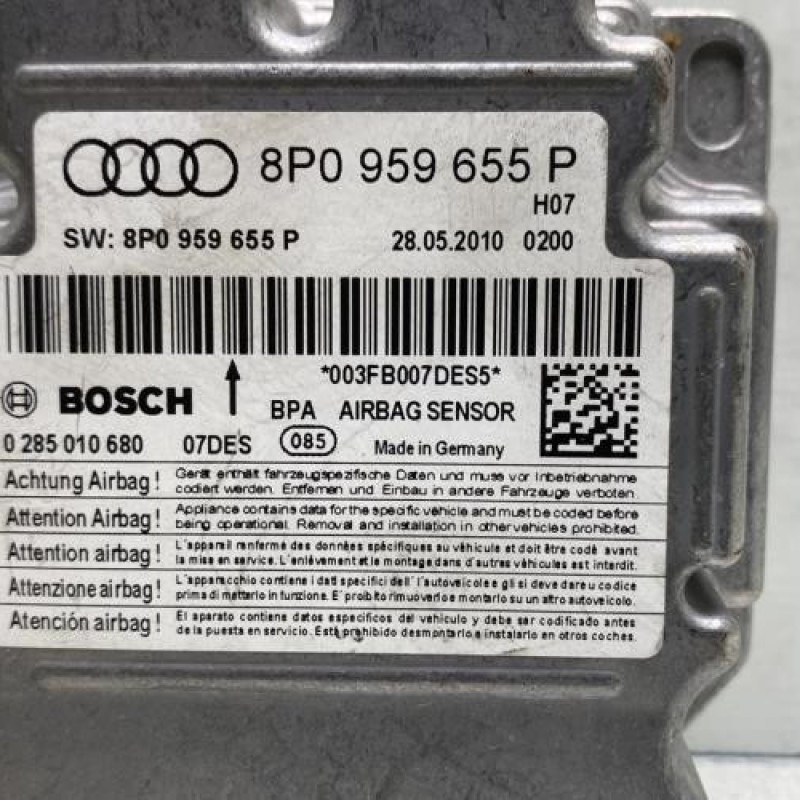 8P0 959 655 P
H07
SW: 8P0 959 655 P 28.05.2010 0200
*003FB007DES5*
BOSCH BPA AIRBAG SENSOR
0 285 010 680 07DES 085 Made in Germany
Achtung Airbag! Gerät enthält fahrzeugspezifische Daten und muss vor Inbetriebnahme
codiert werden. Entfernen und Einbau in andere Fahrzeuge verboten.
Attention Airbag! Appliance contains data for the specific vehicle and must be coded before
being operational. Removal and installation in other vehicles prohibited.
Attention airbag! L'appareil renferme des données spécifiques au véhicule et doit être codé avant
la mise en service. L'enlèvement et le montage dans d'autres véhicules est interdit.
Attenzione airbag! L'apparecchio contiene i dati specifici dell' l'autoveicolo e gli si deve dare u codice
prima di metterlo in funzione. E' proibito rimuoverlo e montarlo su un altro autoveicolo.
Atención airbag! El aparato contiene datos específicos del vehículo y debe ser codificado antes
de la puesta en servicio. Está prohibido desmontarlo e instalarlo en otros coches.